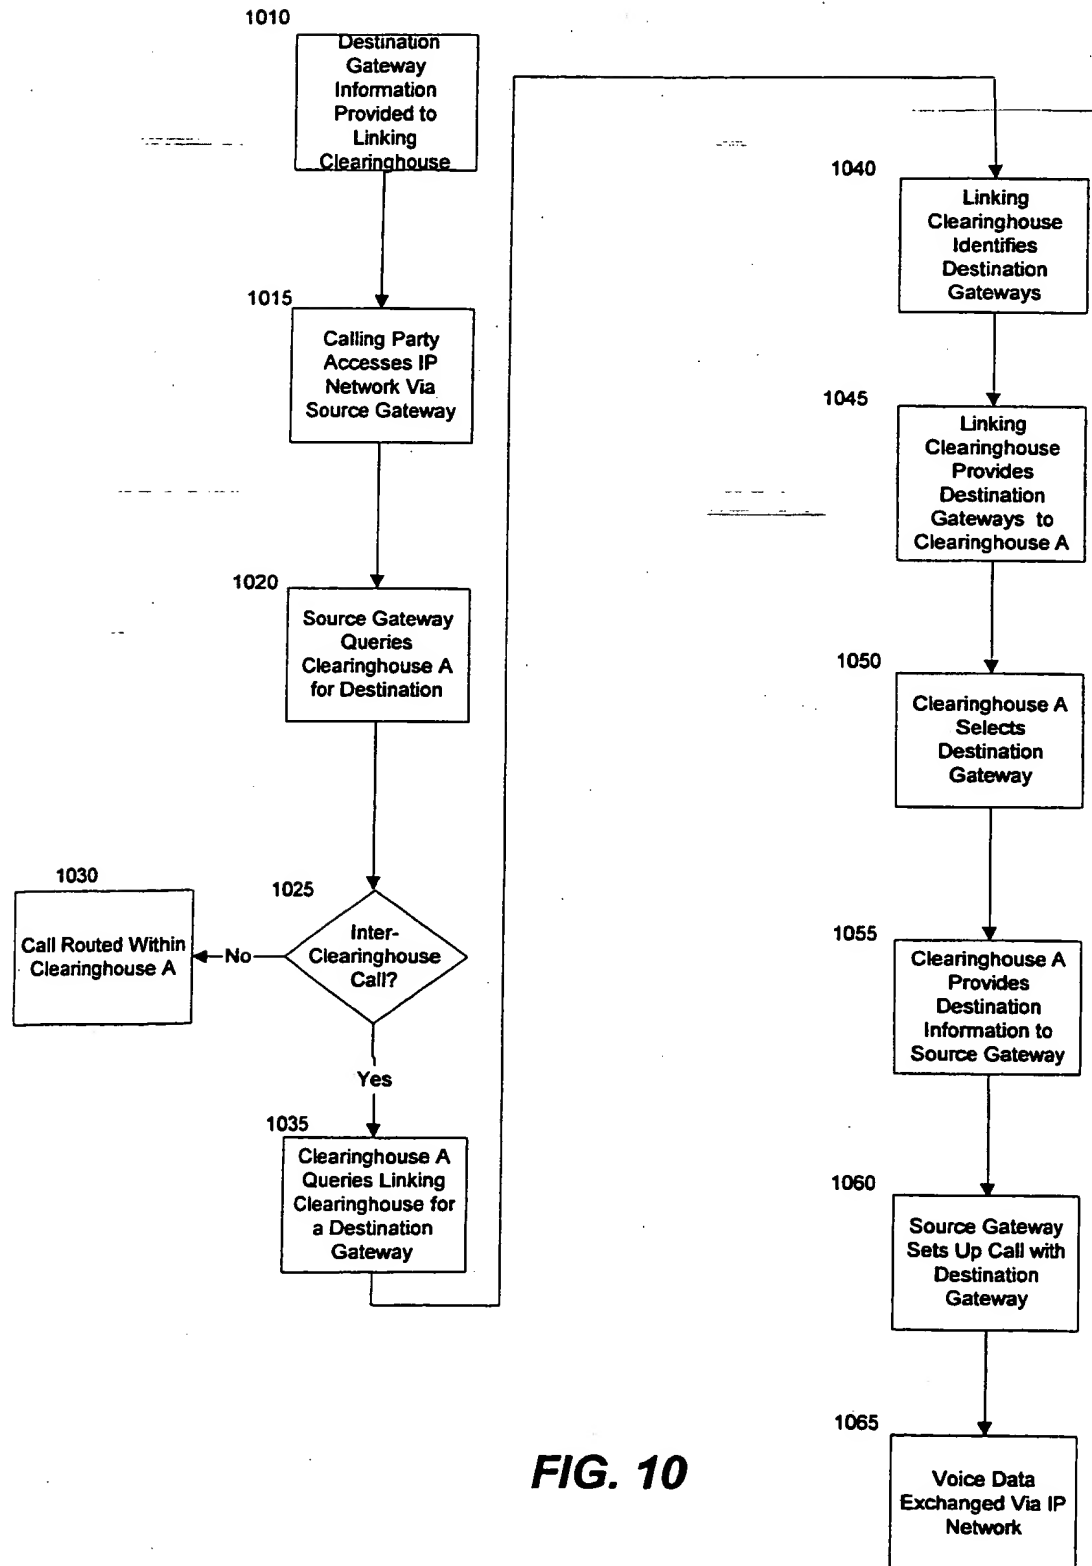 1010
Destination
Gateway
Information
Provided to
Linking
Clearinghouse
1015
Calling Party
Accesses IP
Network Via
Source Gateway
1020
Source Gateway
Queries
Clearinghouse A
for Destination
1025
Inter-
Clearinghouse
Call?
No
1030
Call Routed Within
Clearinghouse A
Yes
1035
Clearinghouse A
Queries Linking
Clearinghouse for
a Destination
Gateway
1040
Linking
Clearinghouse
Identifies
Destination
Gateways
1045
Linking
Clearinghouse
Provides
Destination
Gateways to
Clearinghouse A
1050
Clearinghouse A
Selects
Destination
Gateway
1055
Clearinghouse A
Provides
Destination
Information to
Source Gateway
1060
Source Gateway
Sets Up Call with
Destination
Gateway
1065
Voice Data
Exchanged Via IP
Network
FIG. 10